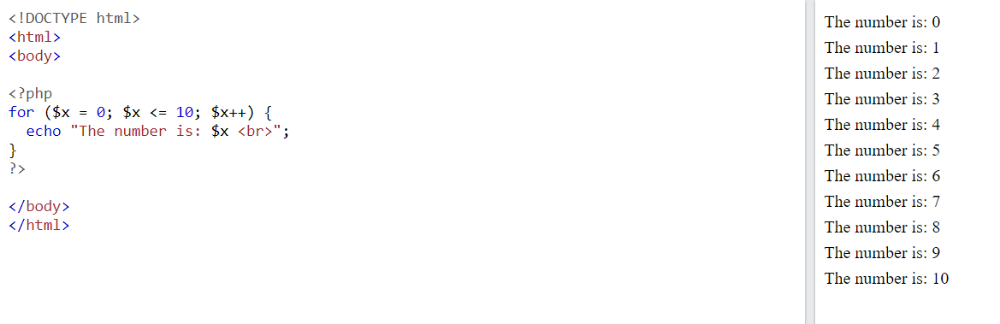 <!DOCTYPE html>
<html>
<body>
<?php
for ($x = 0; $x <= 10; $x++) {
  echo "The number is: $x <br>";
}
?>
</body>
</html>
The number is: 0
The number is: 1
The number is: 2
The number is: 3
The number is: 4
The number is: 5
The number is: 6
The number is: 7
The number is: 8
The number is: 9
The number is: 10